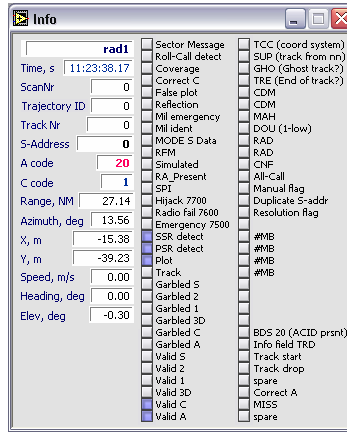 Info
rad1
Time, s 11:23:38.17
ScanNr 0
Trajectory ID 0
Track Nr 0
S-Address 0
A code 20
C code 1
Range, NM 27.14
Azimuth, deg 13.56
X, m -15.38
Y, m -39.23
Speed, m/s 0.00
Heading, deg 0.00
Elev, deg -0.30
Sector Message
Roll-Call detect
Coverage
Correct C
False plot
Reflection
Mil emergency
Mil ident
MODE S Data
RFM
Simulated
RA_Present
SPI
Hijack 7700
Radio fail 7600
Emergency 7500
SSR detect
PSR detect
Plot
Track
Garbled S
Garbled 2
Garbled 1
Garbled 3D
Garbled C
Garbled A
Valid S
Valid 2
Valid 1
Valid 3D
Valid C
Valid A
TCC (coord system)
SUP (track from nn)
GHO (Ghost track?)
TRE (End of track?)
CDM
CDM
MAH
DOU (1-low)
RAD
RAD
CNF
All-Call
Manual flag
Duplicate S-addr
Resolution flag
#MB
#MB
#MB
BDS 20 (ACID prsnt)
Info field TRD
Track start
Track drop
spare
Correct A
MISS
spare